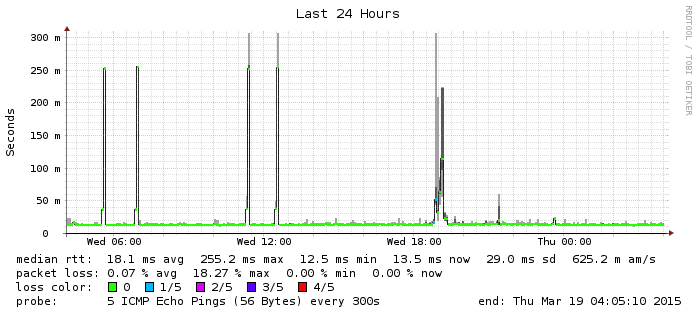 Last 24 Hours
RRDTOOL / TOBI OETIKER
Seconds
300 m
250 m
200 m
150 m
100 m
50 m
0
Wed 06:00 Wed 12:00 Wed 18:00 Thu 00:00
median rtt: 18.1 ms avg 255.2 ms max 12.5 ms min 13.5 ms now 29.0 ms sd 625.2 m am/s
packet loss: 0.07 % avg 18.27 % max 0.00 % min 0.00 % now
loss color: 0 1/5 2/5 3/5 4/5
probe: 5 ICMP Echo Pings (56 Bytes) every 300s end: Thu Mar 19 04:05:10 2015